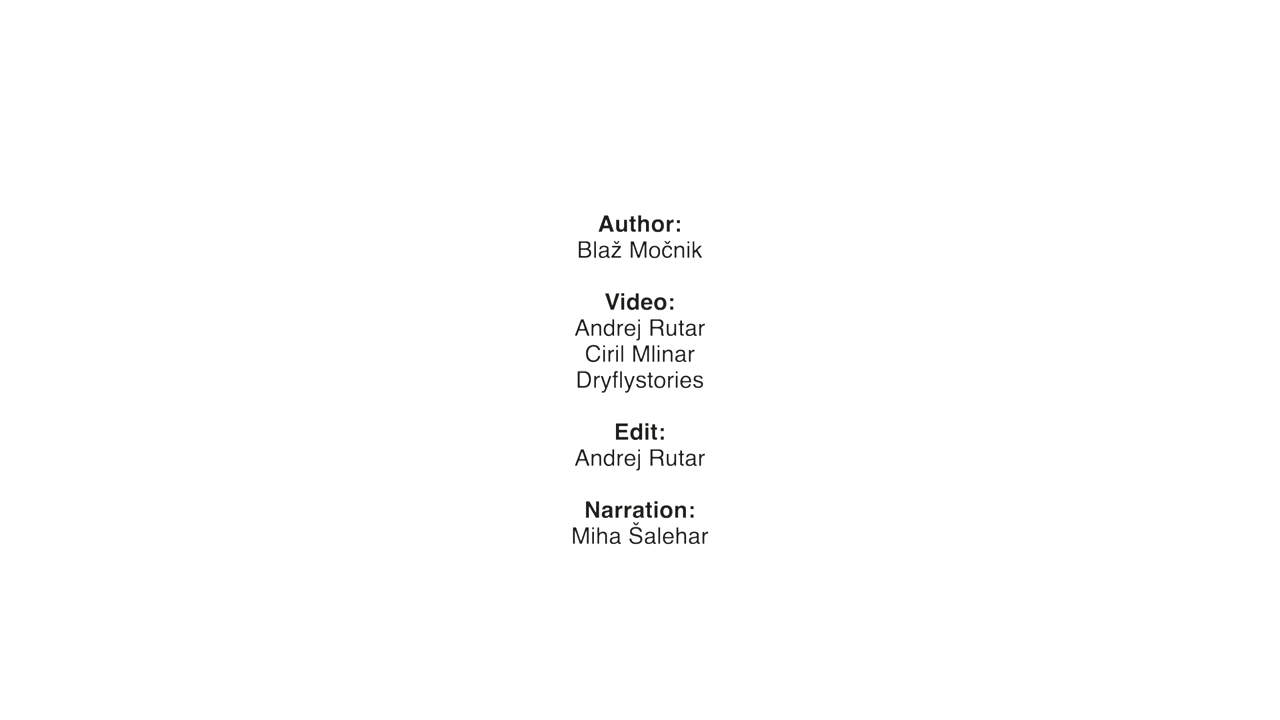 Author:
Blaž Močnik
Video:
Andrej Rutar
Ciril Mlinar
Dryflystories
Edit:
Andrej Rutar
Narration:
Miha Šalehar